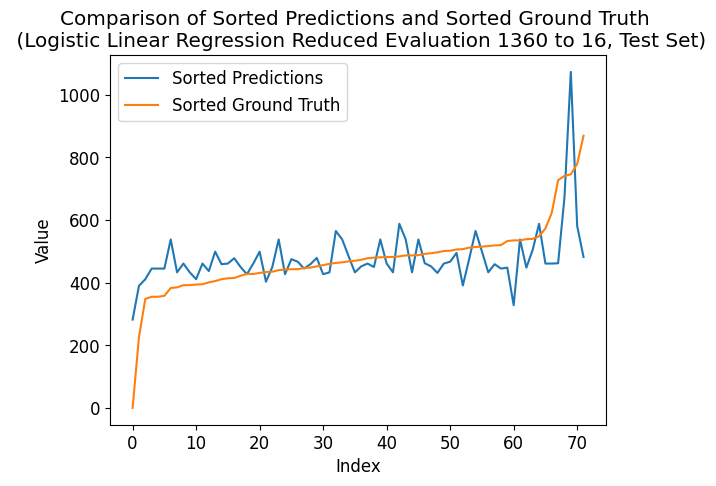 Comparison of Sorted Predictions and Sorted Ground Truth
(Logistic Linear Regression Reduced Evaluation 1360 to 16, Test Set)
Sorted Predictions
Sorted Ground Truth
1000
800
600
400
200
0
Value
0 10 20 30 40 50 60 70
Index